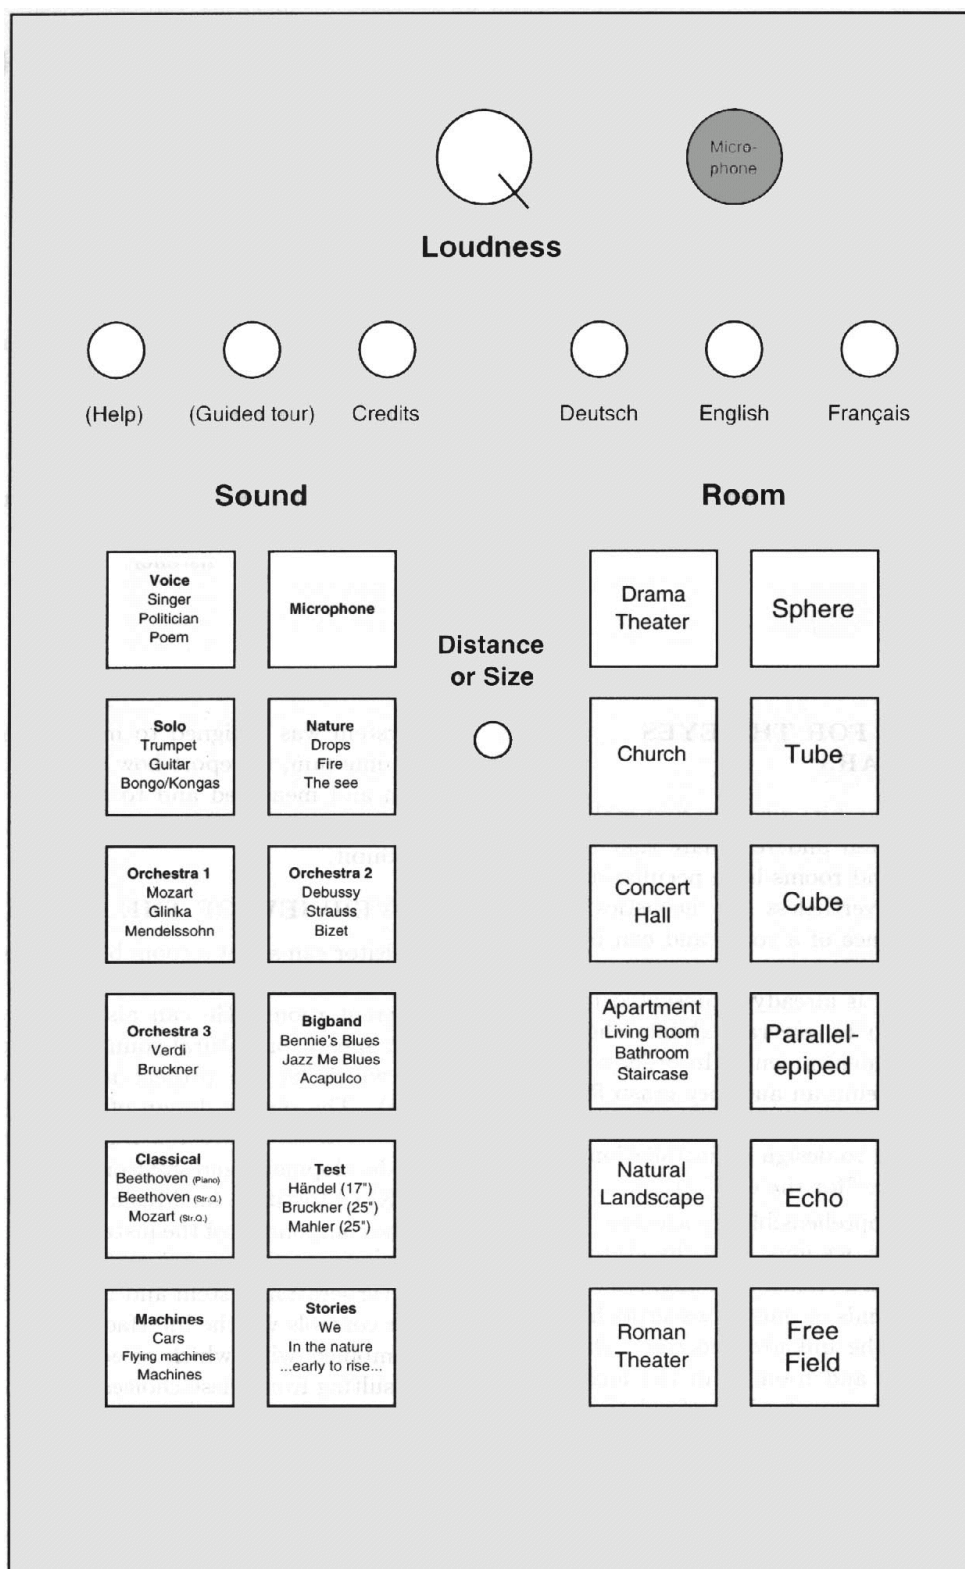 Micro-
phone
Loudness
(Help)
(Guided tour)
Credits
Deutsch
English
Français
Sound
Room
Voice
Singer
Politician
Poem
Microphone
Distance
or Size
Drama
Theater
Sphere
Solo
Trumpet
Guitar
Bongo/Kongas
Nature
Drops
Fire
The see
Church
Tube
Orchestra 1
Mozart
Glinka
Mendelssohn
Orchestra 2
Debussy
Strauss
Bizet
Concert
Hall
Cube
Orchestra 3
Verdi
Bruckner
Bigband
Bennie's Blues
Jazz Me Blues
Acapulco
Apartment
Living Room
Bathroom
Staircase
Parallel-
epiped
Classical
Beethoven (Piano)
Beethoven (Str.Q.)
Mozart (Str.Q.)
Test
Händel (17")
Bruckner (25")
Mahler (25")
Natural
Landscape
Echo
Machines
Cars
Flying machines
Machines
Stories
We
In the nature
...early to rise...
Roman
Theater
Free
Field